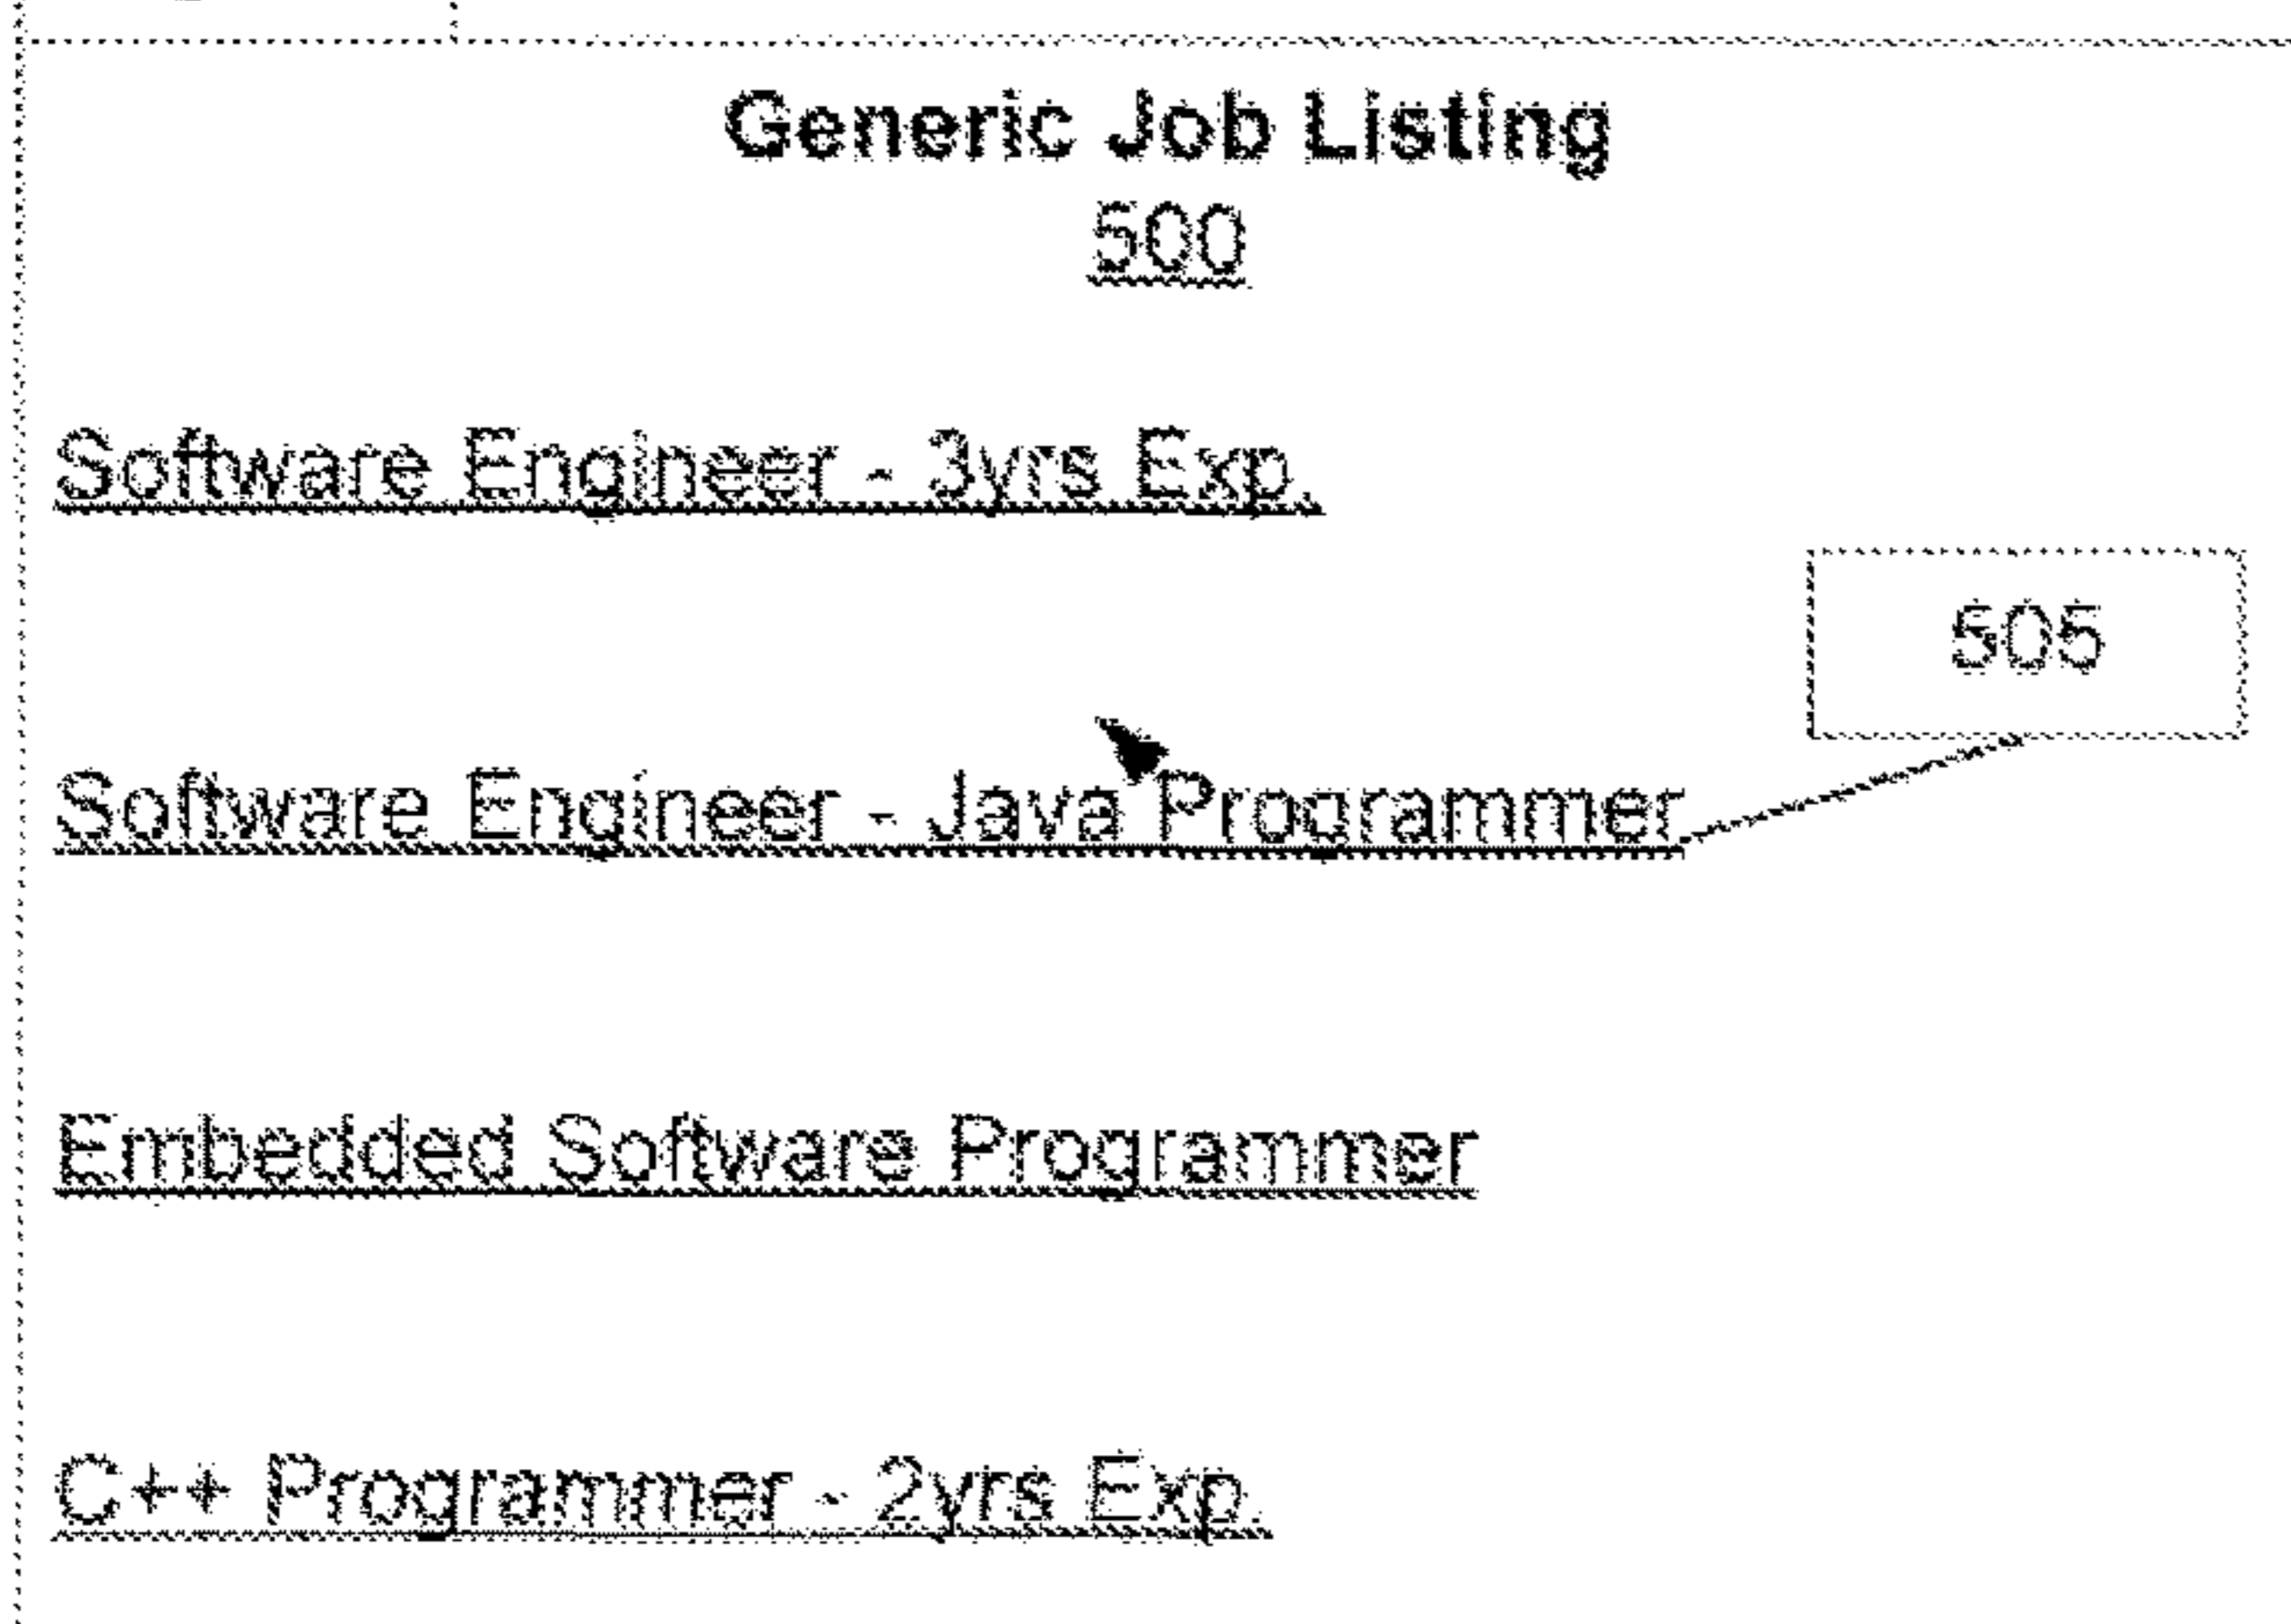 Generic Job Listing
500
Software Engineer - 3yrs Exp.
505
Software Engineer - Java Programmer
Embedded Software Programmer
C++ Programmer - 2yrs Exp.